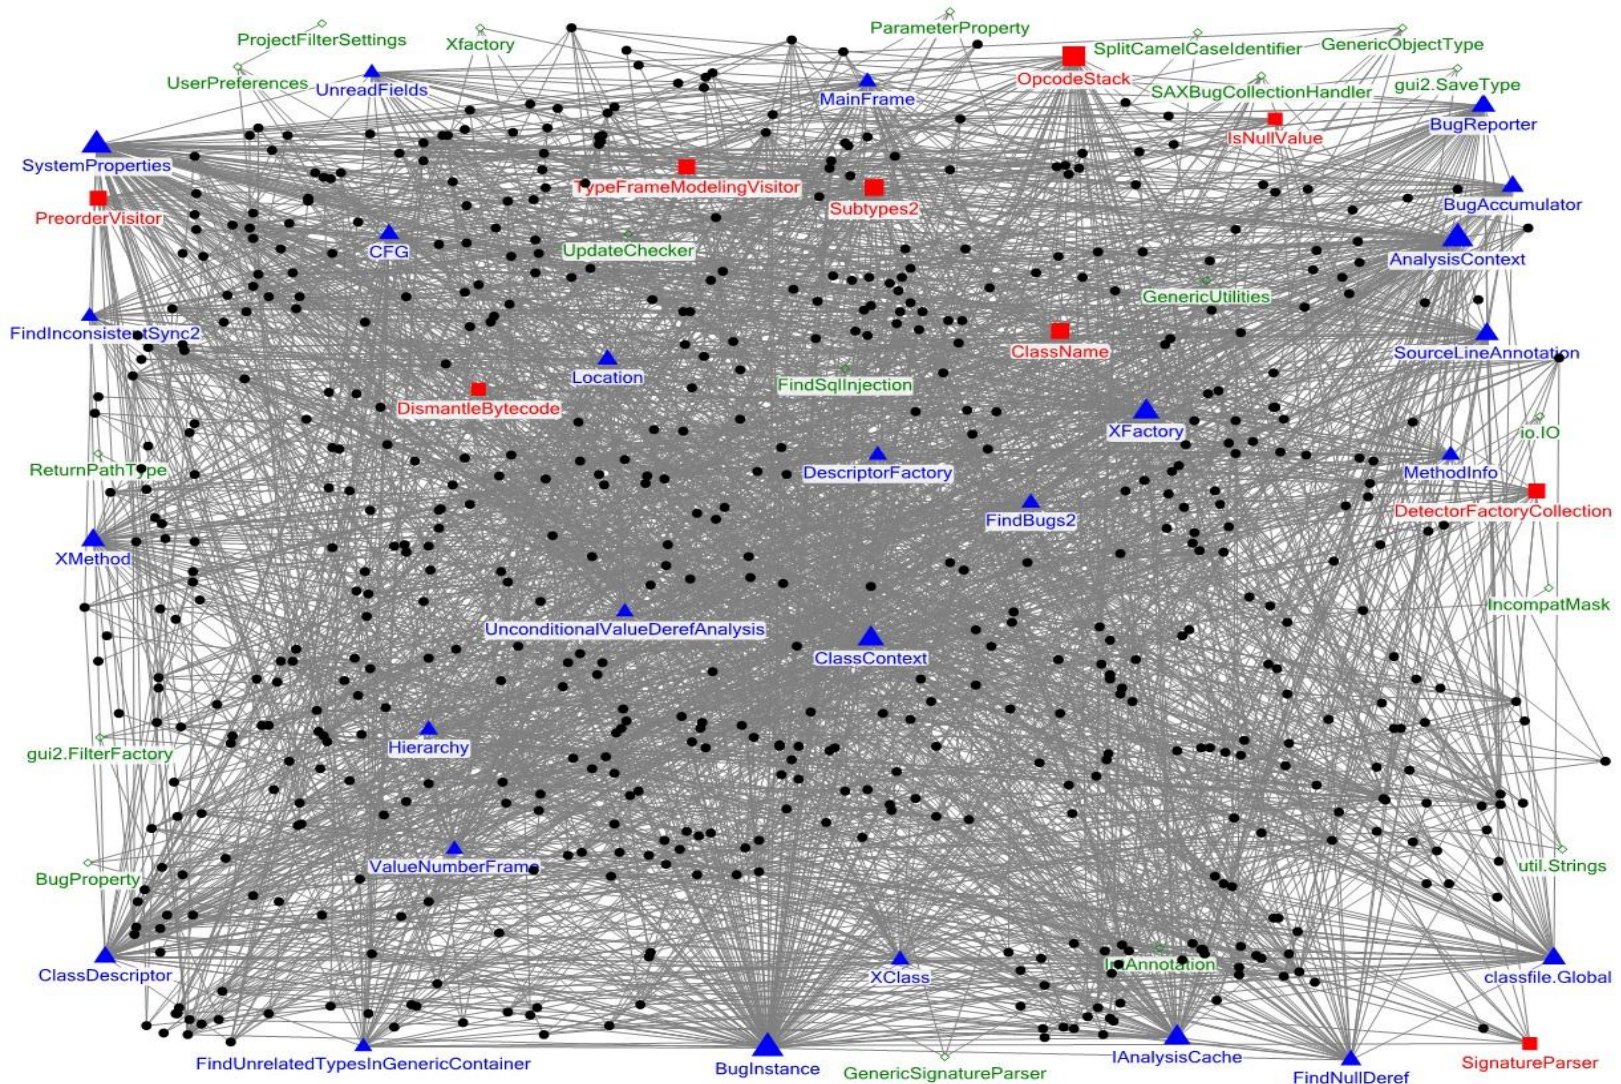 ParameterProperty
ProjectFilterSettings
Xfactory
SplitCamelCaseIdentifier
GenericObjectType
UserPreferences
UnreadFields
OpcodeStack
MainFrame
SAXBugCollectionHandler
gui2.SaveType
BugReporter
IsNullValue
SystemProperties
TypeFrameModelingVisitor
PreorderVisitor
Subtypes2
BugAccumulator
CFG
UpdateChecker
AnalysisContext
GenericUtilities
FindInconsistentSync2
ClassName
SourceLineAnnotation
Location
FindSqlInjection
DismantleBytecode
XFactory
io.IO
ReturnPathType
DescriptorFactory
MethodInfo
DetectorFactoryCollection
FindBugs2
XMethod
IncompatMask
UnconditionalValueDerefAnalysis
ClassContext
Hierarchy
gui2.FilterFactory
ValueNumberFrame
util.Strings
BugProperty
ClassDescriptor
XClass
classfile.Global
IAnalysisCache
FindUnrelatedTypesInGenericContainer
BugInstance
GenericSignatureParser
SignatureParser
FindNullDeref